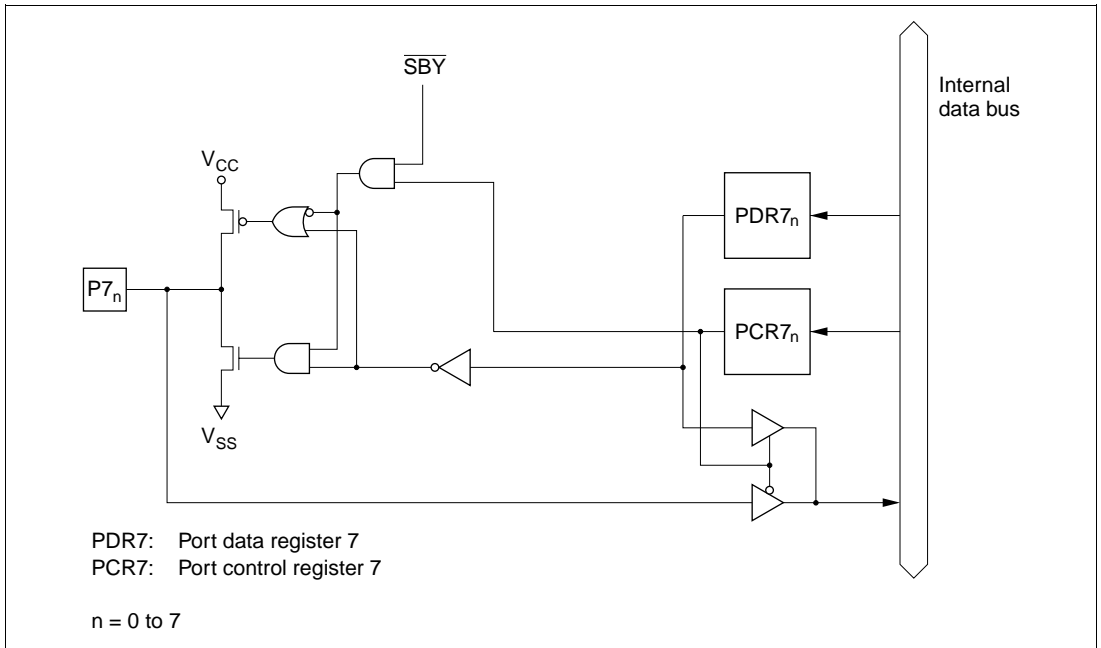 SBY
Internal
data bus
VCC
PDR7n
P7n
PCR7n
VSS
PDR7: Port data register 7
PCR7: Port control register 7
n = 0 to 7